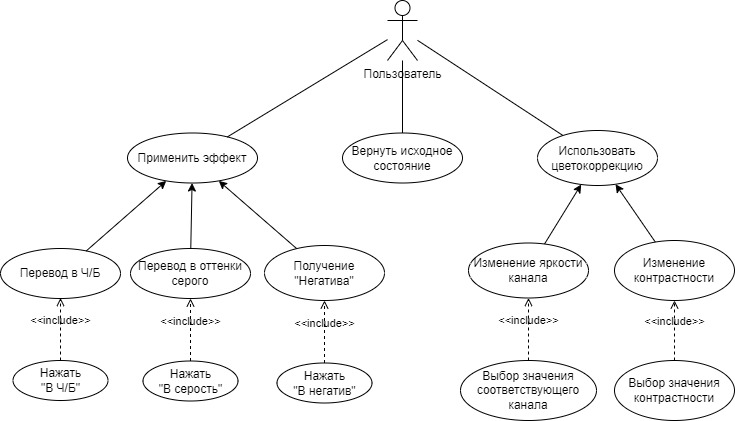 Пользователь
Применить эффект
Вернуть исходное
состояние
Использовать
цветокоррекцию
Перевод в Ч/Б
Перевод в оттенки
серого
Получение
"Негатива"
Изменение яркости
канала
Изменение
контрастности
<<include>>
<<include>>
<<include>>
<<include>>
<<include>>
Нажать
"В Ч/Б"
Нажать
"В серость"
Нажать
"В негатив"
Выбор значения
соответствующего
канала
Выбор значения
контрастности